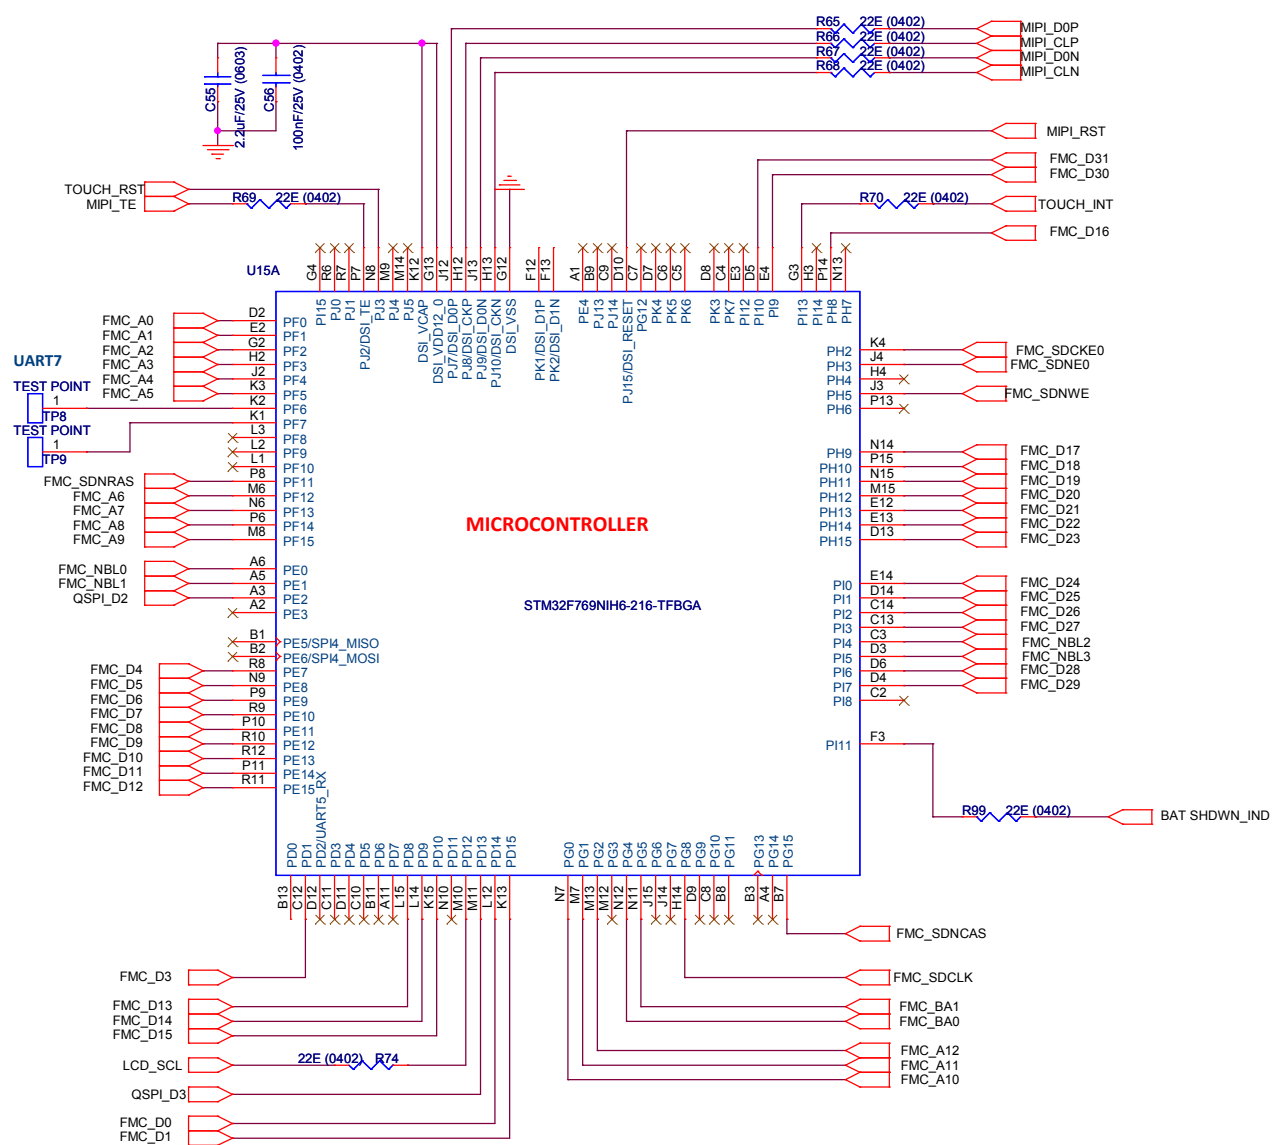 R65 22E (0402) MIPI_D0P
R66 22E (0402) MIPI_CLP
R67 22E (0402) MIPI_D0N
R68 22E (0402) MIPI_CLN
C55
2.2uF/25V (0603)
C56
100nF/25V (0402)
MIPI_RST
FMC_D31
FMC_D30
TOUCH_RST
MIPI_TE R69 22E (0402)
R70 22E (0402) TOUCH_INT
FMC_D16
U15A
G4 R6 R7 P7 N8 M9 M14 K12 G13 J12 H12 J13 H13 G12 F12 F13 A1 B9 C9 D10 C7 D7 C6 C5 D8 C4 E3 D5 E4 G3 H3 P14 N13
PI15 PJ0 PJ1 PJ2/DSI_TE PJ3 PJ4 PJ5 DSI_VCAP DSI_VDD12_0 PJ7/DSI_D0P PJ8/DSI_CKP PJ9/DSI_D0N PJ10/DSI_CKN DSI_VSS PK1/DSI_D1P PK2/DSI_D1N PE4 PJ13 PJ14 PJ15/DSI_RESET PG12 PK4 PK5 PK6 PK3 PK7 PI12 PI10 PI9 PI13 PI14 PH8 PH7
FMC_A0 D2 PF0
FMC_A1 E2 PF1
FMC_A2 G2 PF2
FMC_A3 H2 PF3
FMC_A4 J2 PF4
FMC_A5 K3 PF5
UART7
TEST POINT
1
TP8
K2 PF6
TEST POINT
1
TP9
K1 PF7
L3 PF8
L2 PF9
L1 PF10
FMC_SDNRAS P8 PF11
FMC_A6 M6 PF12
FMC_A7 N6 PF13
FMC_A8 P6 PF14
FMC_A9 M8 PF15
FMC_NBL0 A6 PE0
FMC_NBL1 A5 PE1
QSPI_D2 A3 PE2
A2 PE3
B1 PE5/SPI4_MISO
B2 PE6/SPI4_MOSI
FMC_D4 R8 PE7
FMC_D5 N9 PE8
FMC_D6 P9 PE9
FMC_D7 R9 PE10
FMC_D8 P10 PE11
FMC_D9 R10 PE12
FMC_D10 R12 PE13
FMC_D11 P11 PE14
FMC_D12 R11 PE15
MICROCONTROLLER
STM32F769NIH6-216-TFBGA
PH2 K4 FMC_SDCKE0
PH3 J4 FMC_SDNE0
PH4 H4
PH5 J3 FMC_SDNWE
PH6 P13
PH9 N14 FMC_D17
PH10 P15 FMC_D18
PH11 N15 FMC_D19
PH12 M15 FMC_D20
PH13 E12 FMC_D21
PH14 E13 FMC_D22
PH15 D13 FMC_D23
PI0 E14 FMC_D24
PI1 D14 FMC_D25
PI2 C14 FMC_D26
PI3 C13 FMC_D27
PI4 C3 FMC_NBL2
PI5 D3 FMC_NBL3
PI6 D6 FMC_D28
PI7 D4 FMC_D29
PI8 C2
PI11 F3
R99 22E (0402) BAT SHDWN_IND
PD0 PD1 PD2/UART5_RX PD3 PD4 PD5 PD6 PD7 PD8 PD9 PD10 PD11 PD12 PD13 PD14 PD15 PG0 PG1 PG2 PG3 PG4 PG5 PG6 PG7 PG8 PG9 PG10 PG11 PG13 PG14 PG15
B13 C12 D12 C11 D11 C10 B11 A11 L15 L14 K15 N10 M10 M11 L12 K13 N7 M7 M13 M12 N12 N11 J15 J14 H14 D9 C8 B8 B3 A4 B7
FMC_SDNCAS
FMC_D3
FMC_SDCLK
FMC_D13
FMC_D14
FMC_D15
FMC_BA1
FMC_BA0
LCD_SCL 22E (0402) R74
FMC_A12
FMC_A11
FMC_A10
QSPI_D3
FMC_D0
FMC_D1